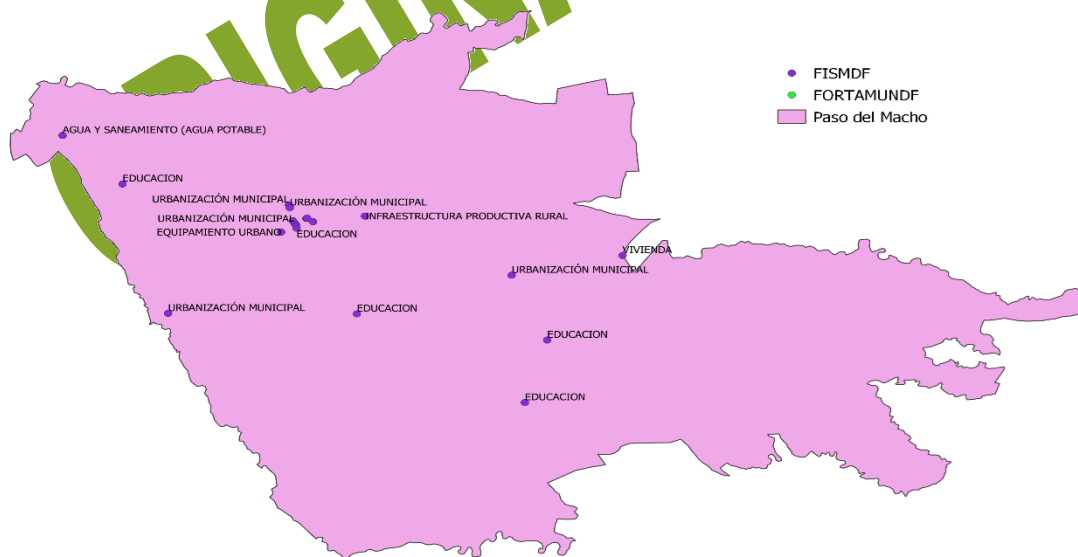 FISMDF
FORTAMUNDF
Paso del Macho
AGUA Y SANEAMIENTO (AGUA POTABLE)
EDUCACION
URBANIZACIÓN MUNICIPAL
URBANIZACIÓN MUNICIPAL
URBANIZACIÓN MUNICIPAL
INFRAESTRUCTURA PRODUCTIVA RURAL
EQUIPAMIENTO URBANO
EDUCACION
VIVIENDA
URBANIZACIÓN MUNICIPAL
URBANIZACIÓN MUNICIPAL
EDUCACION
EDUCACION
EDUCACION